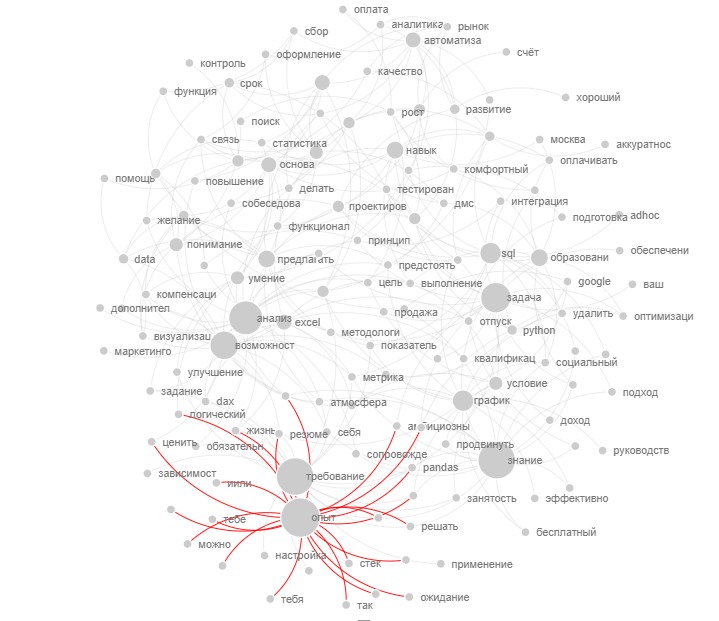 оплата
аналитика
рынок
сбор
автоматиза
счёт
оформление
контроль
качество
срок
функция
хороший
рост
развитие
поиск
связь
статистика
москва
аккуратнос
навык
оплачивать
основа
комфортный
помощь
повышение
делать
тестирован
собеседова
проектиров
дмс
интеграция
желание
подготовка
adhoc
функционал
понимание
принцип
sql
обеспечени
data
предлагать
образовани
предстоять
умение
цель
выполнение
google
ваш
компенсаци
задача
дополнител
продажа
удалить
оптимизаци
анализ
excel
отпуск
python
методологи
визуализац
возможност
показатель
маркетинго
квалификац
социальный
улучшение
метрика
условие
задание
подход
dax
атмосфера
график
логический
доход
жизнь
резюме
себя
амбициозны
ценить
обязательн
продвинуть
руководств
сопровожде
знание
pandas
зависимост
требование
иили
занятость
эффективно
тебе
опыт
решать
бесплатный
можно
настройка
стек
применение
тебя
так
ожидание